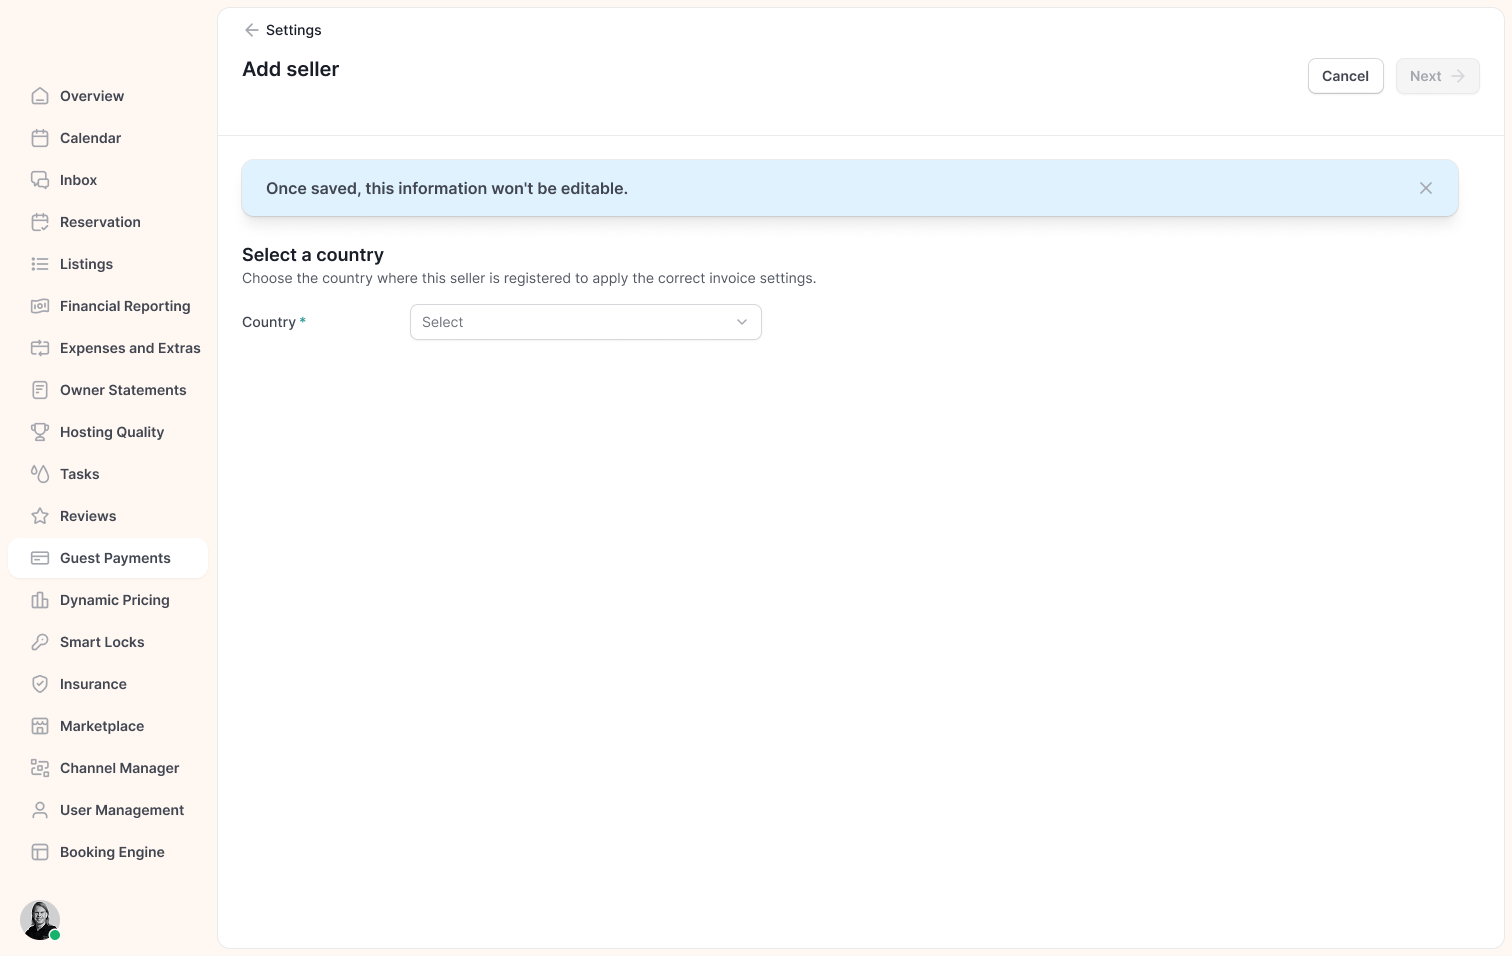 Settings
Add seller
Cancel
Next
Overview
Calendar
Inbox
Reservation
Listings
Financial Reporting
Expenses and Extras
Owner Statements
Hosting Quality
Tasks
Reviews
Guest Payments
Dynamic Pricing
Smart Locks
Insurance
Marketplace
Channel Manager
User Management
Booking Engine
Once saved, this information won't be editable.
Select a country
Choose the country where this seller is registered to apply the correct invoice settings.
Country *
Select